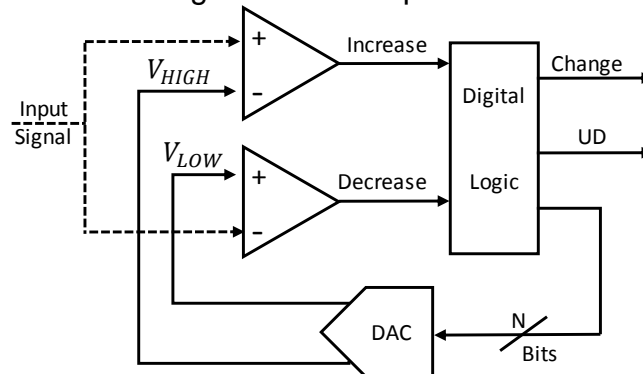 +
Increase
V_HIGH
-
Input
Signal
Digital
Logic
Change
UD
V_LOW
+
Decrease
-
DAC
N
Bits